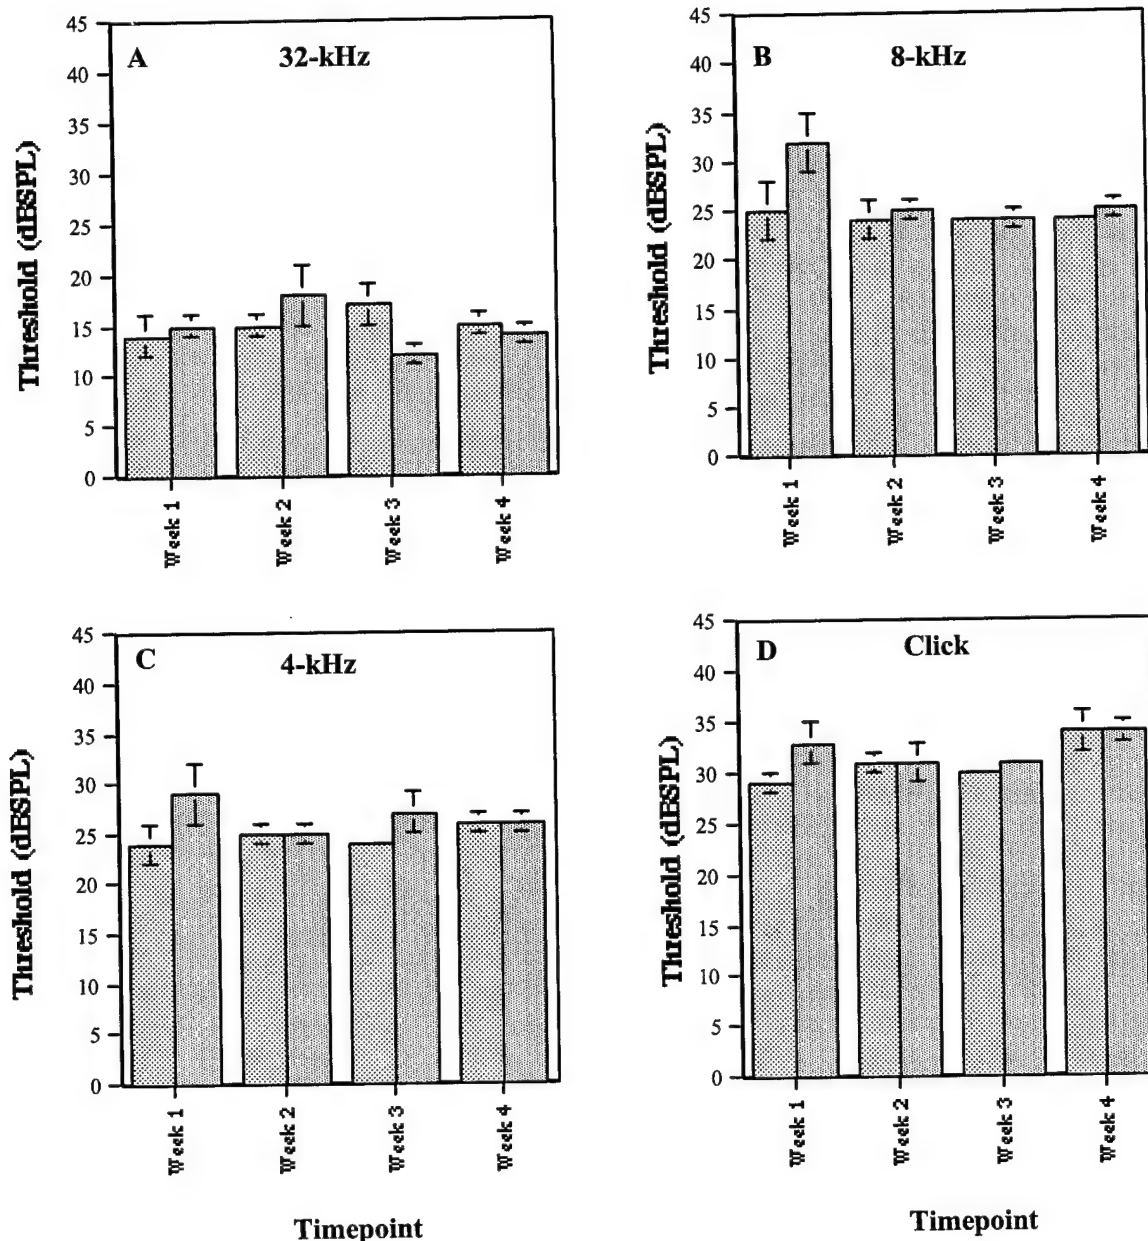 A
32-kHz
Threshold (dBSPL)
45
40
35
30
25
20
15
10
5
0
Week 1
Week 2
Week 3
Week 4
B
8-kHz
Threshold (dBSPL)
45
40
35
30
25
20
15
10
5
0
Week 1
Week 2
Week 3
Week 4
C
4-kHz
Threshold (dBSPL)
45
40
35
30
25
20
15
10
5
0
Week 1
Week 2
Week 3
Week 4
Timepoint
D
Click
Threshold (dBSPL)
45
40
35
30
25
20
15
10
5
0
Week 1
Week 2
Week 3
Week 4
Timepoint